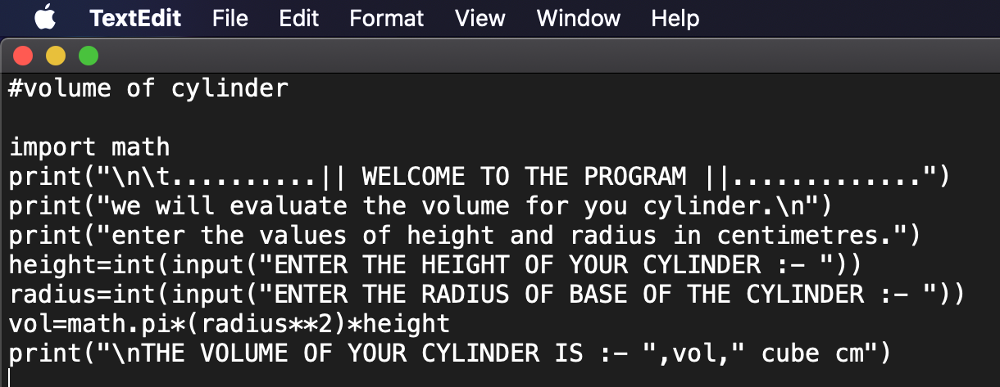 TextEdit File Edit Format View Window Help
#volume of cylinder
import math
print("\n\t..........|| WELCOME TO THE PROGRAM ||.............")
print("we will evaluate the volume for you cylinder.\n")
print("enter the values of height and radius in centimetres.")
height=int(input("ENTER THE HEIGHT OF YOUR CYLINDER :- "))
radius=int(input("ENTER THE RADIUS OF BASE OF THE CYLINDER :- "))
vol=math.pi*(radius**2)*height
print("\nTHE VOLUME OF YOUR CYLINDER IS :- ",vol," cube cm")